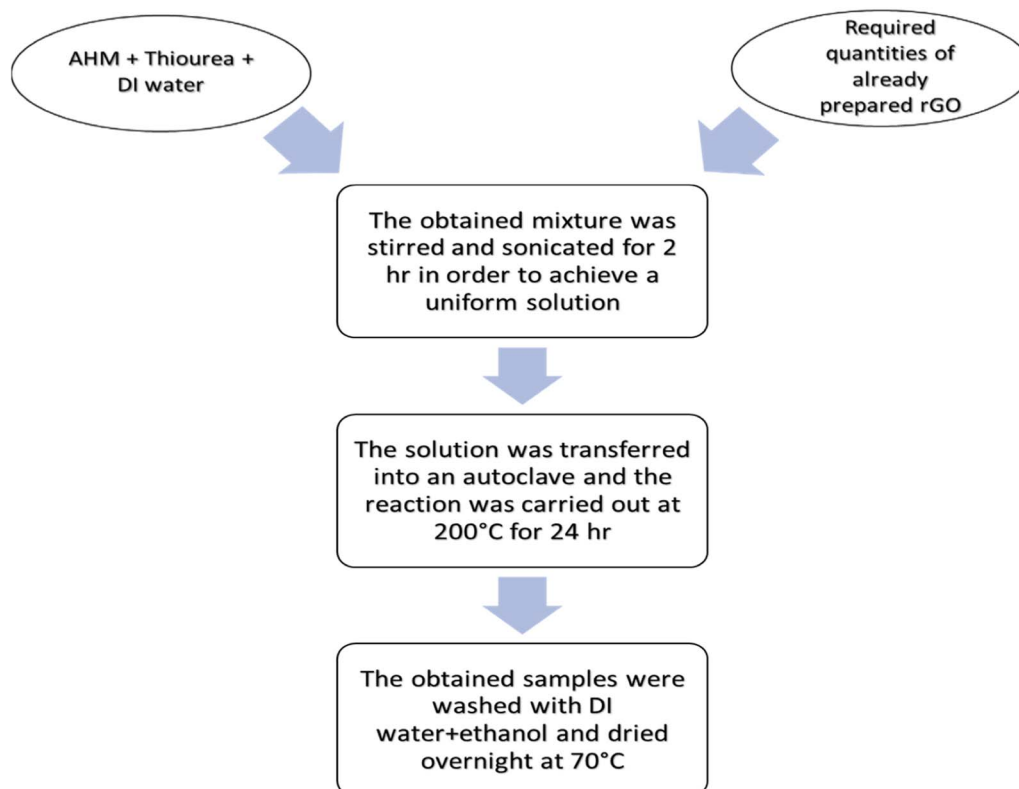 AHM + Thiourea +
DI water
Required
quantities of
already
prepared rGO
The obtained mixture was
stirred and sonicated for 2
hr in order to achieve a
uniform solution
The solution was transferred
into an autoclave and the
reaction was carried out at
200°C for 24 hr
The obtained samples were
washed with DI
water+ethanol and dried
overnight at 70°C